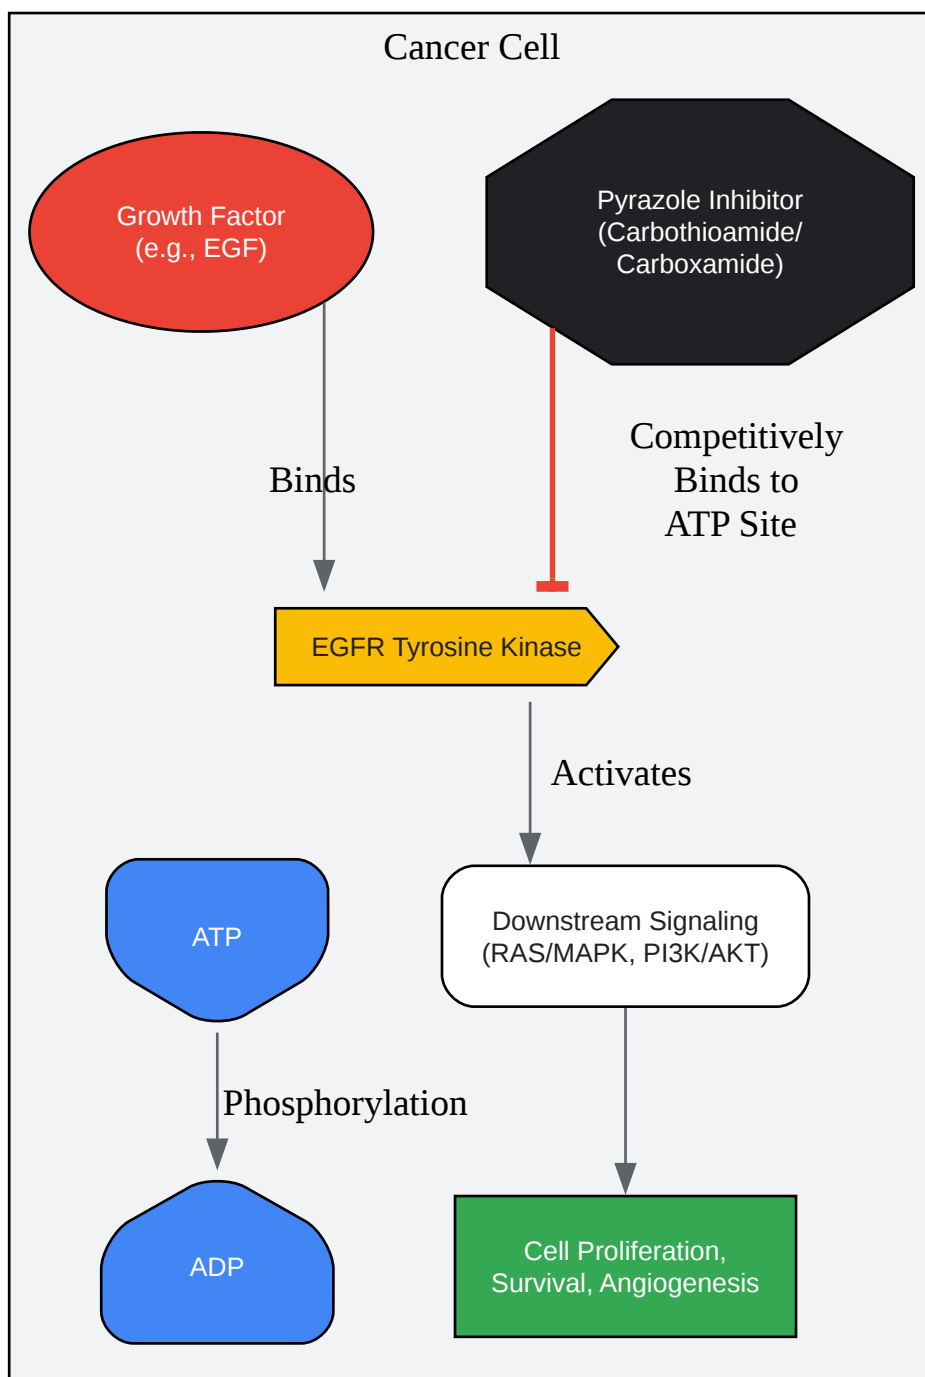 Cancer Cell
Growth Factor
(e.g., EGF)
Pyrazole Inhibitor
(Carbothioamide/
Carboxamide)
Binds
Competitively
Binds to
ATP Site
EGFR Tyrosine Kinase
Activates
ATP
Downstream Signaling
(RAS/MAPK, PI3K/AKT)
Phosphorylation
ADP
Cell Proliferation,
Survival, Angiogenesis